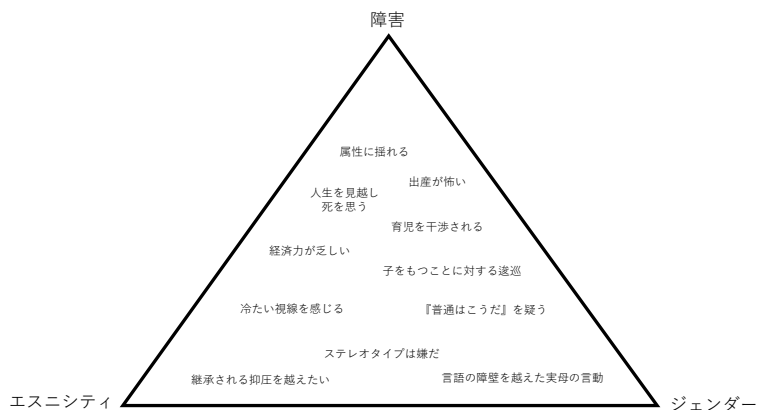 障害
属性に揺れる
出産が怖い
人生を見越し
死を思う
育児を干渉される
経済力が乏しい
子をもつことに対する逡巡
冷たい視線を感じる
『普通はこうだ』を疑う
ステレオタイプは嫌だ
継承される抑圧を越えたい
言語の障壁を越えた実母の言動
エスニシティ
ジェンダー